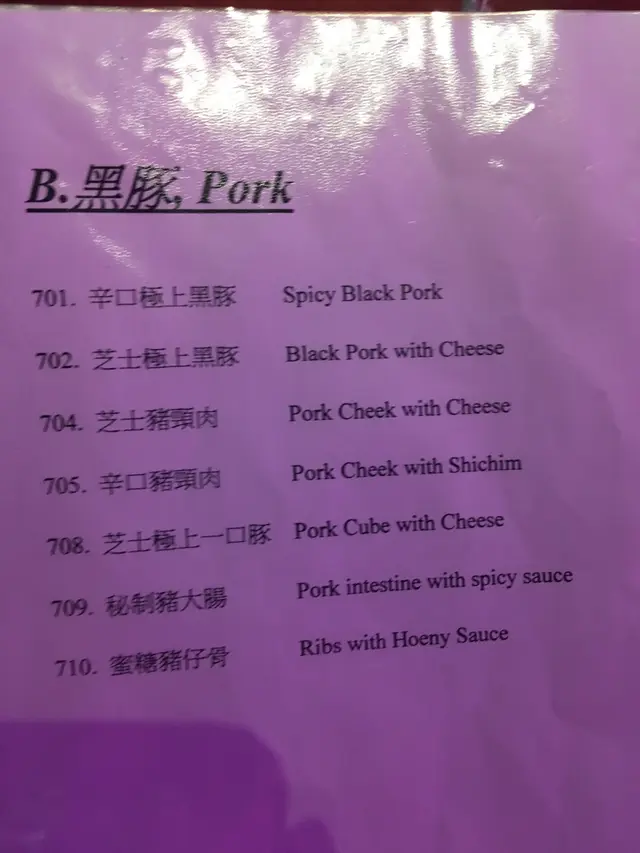 B.黑豚, Pork
701. 辛口極上黑豚 Spicy Black Pork
702. 芝士極上黑豚 Black Pork with Cheese
704. 芝士豬頸肉 Pork Cheek with Cheese
705. 辛口豬頸肉 Pork Cheek with Shichim
708. 芝士極上一口豚 Pork Cube with Cheese
709. 秘制豬大腸 Pork intestine with spicy sauce
710. 蜜糖豬仔骨 Ribs with Hoeny Sauce